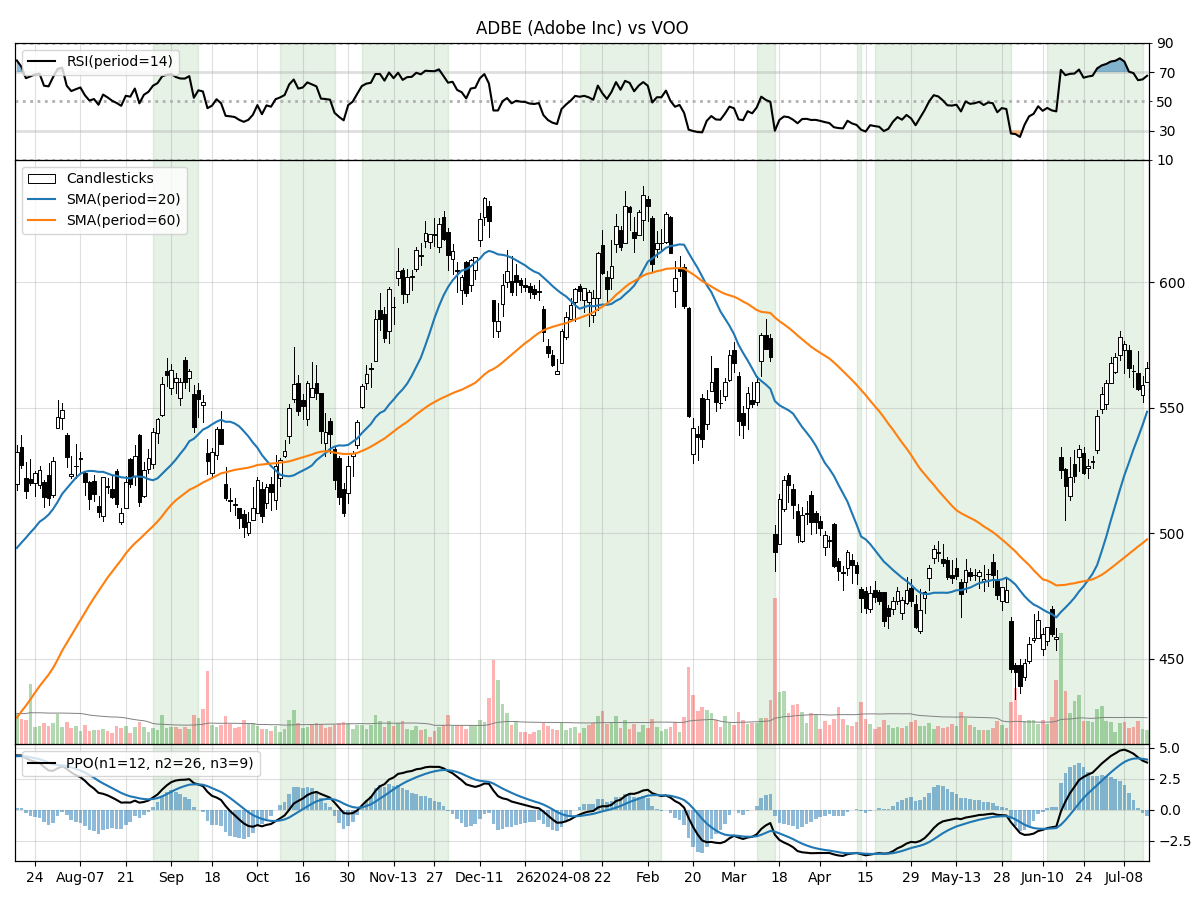 ADBE (Adobe Inc) vs VOO
RSI(period=14)
90
70
50
30
10
Candlesticks
SMA(period=20)
SMA(period=60)
600
550
500
450
PPO(n1=12, n2=26, n3=9)
5.0
2.5
0.0
−2.5
24 Aug-07 21 Sep 18 Oct 16 30 Nov-13 27 Dec-11 26 2024-08 22 Feb 20 Mar 18 Apr 15 29 May-13 28 Jun-10 24 Jul-08